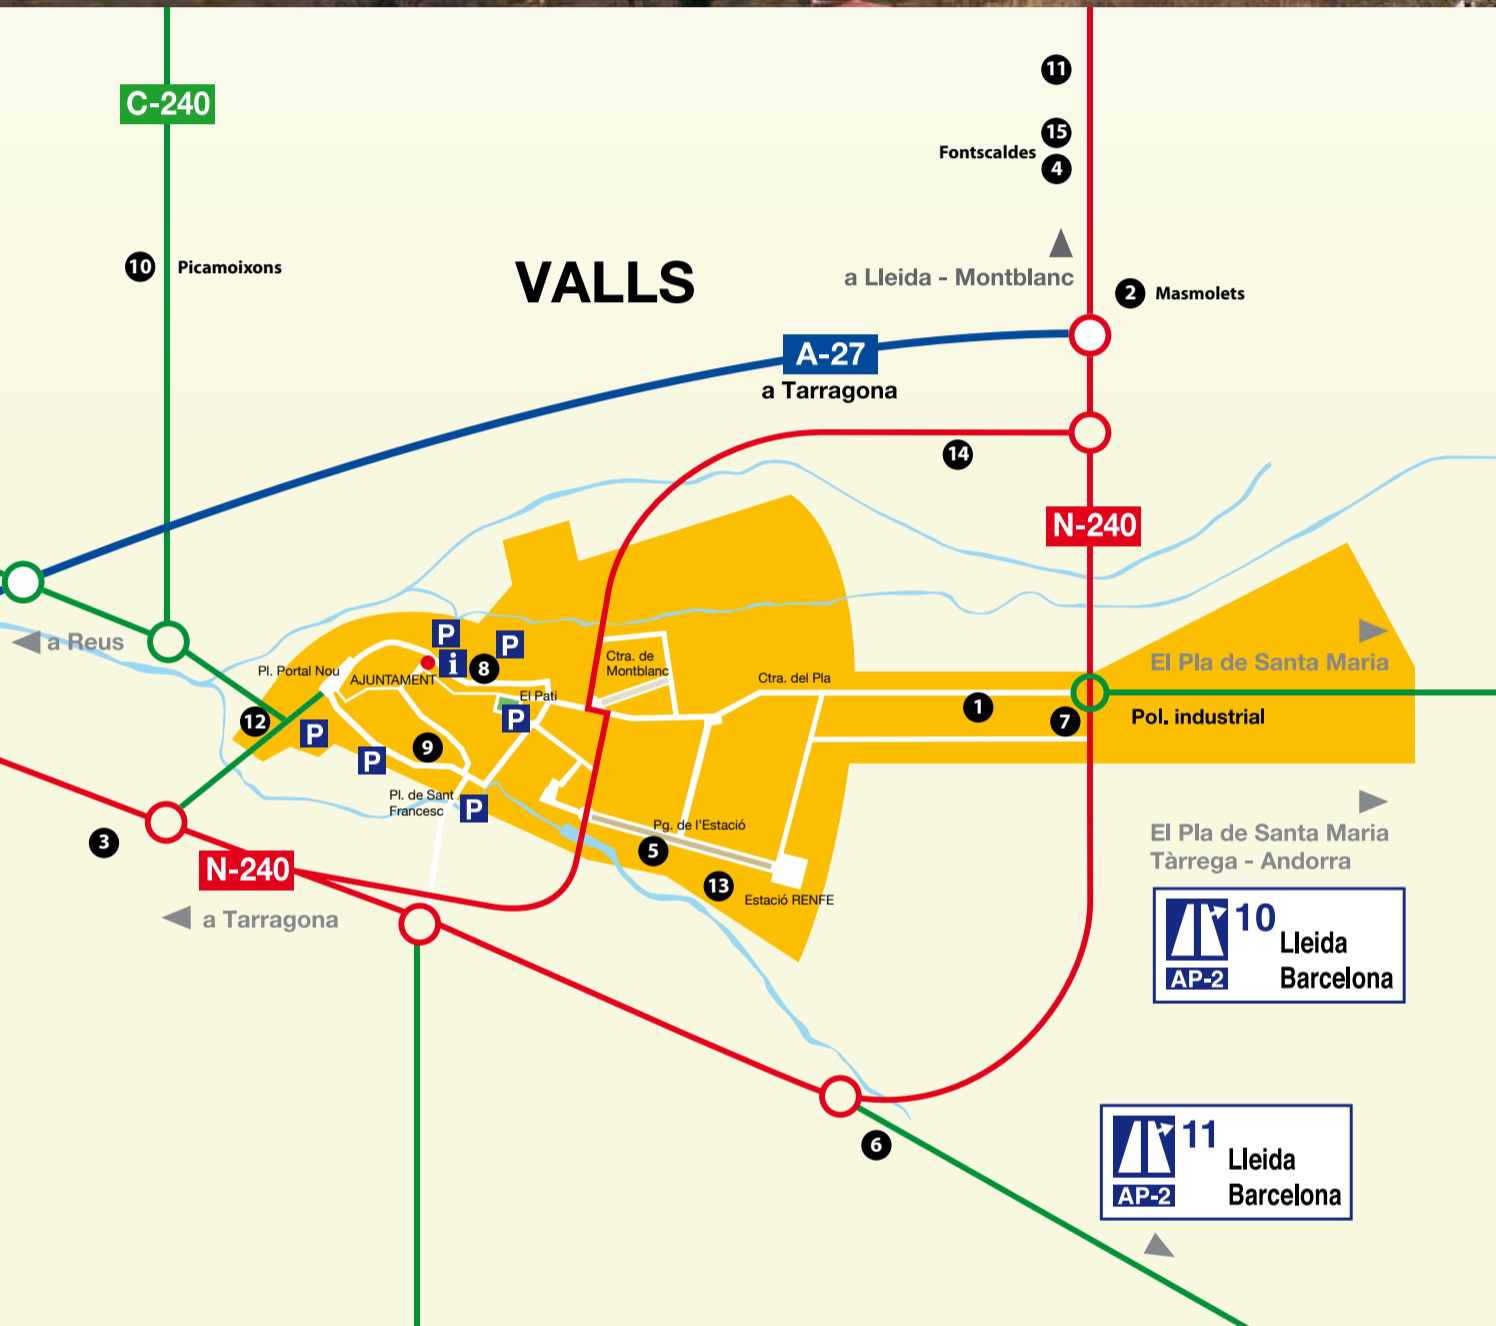 11
C-240
15
Fontscaldes
4
10
Picamoixons
VALLS
a Lleida - Montblanc
2
Masmolets
A-27
a Tarragona
14
N-240
a Reus
P
P
i
8
Pl. Portal Nou
AJUNTAMENT
El Pati
P
Ctra. de
Montblanc
Ctra. del Pla
El Pla de Santa Maria
1
7
Pol. industrial
12
P
9
P
Pl. de Sant
Francesc
P
Pg. de l'Estació
5
13
Estació RENFE
3
N-240
a Tarragona
El Pla de Santa Maria
Tàrrega - Andorra
10
Lleida
AP-2
Barcelona
6
11
Lleida
AP-2
Barcelona